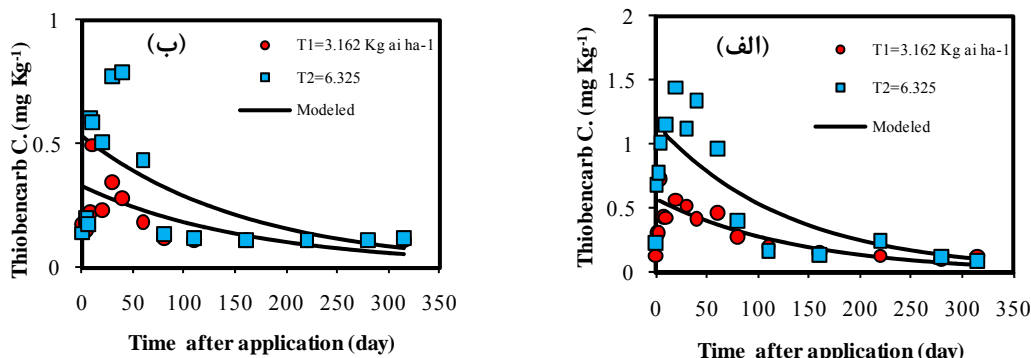 (ب)
T1=3.162 Kg ai ha-1
T2=6.325
Modeled
Thiobencarb C. (mg Kg-1)
1
0.5
0
0 50 100 150 200 250 300 350
Time after application (day)
(الف)
T1=3.162 Kg ai ha-1
T2=6.325
Modeled
Thiobencarb C. (mg Kg-1)
2
1.5
1
0.5
0
0 50 100 150 200 250 300 350
Time after application (day)